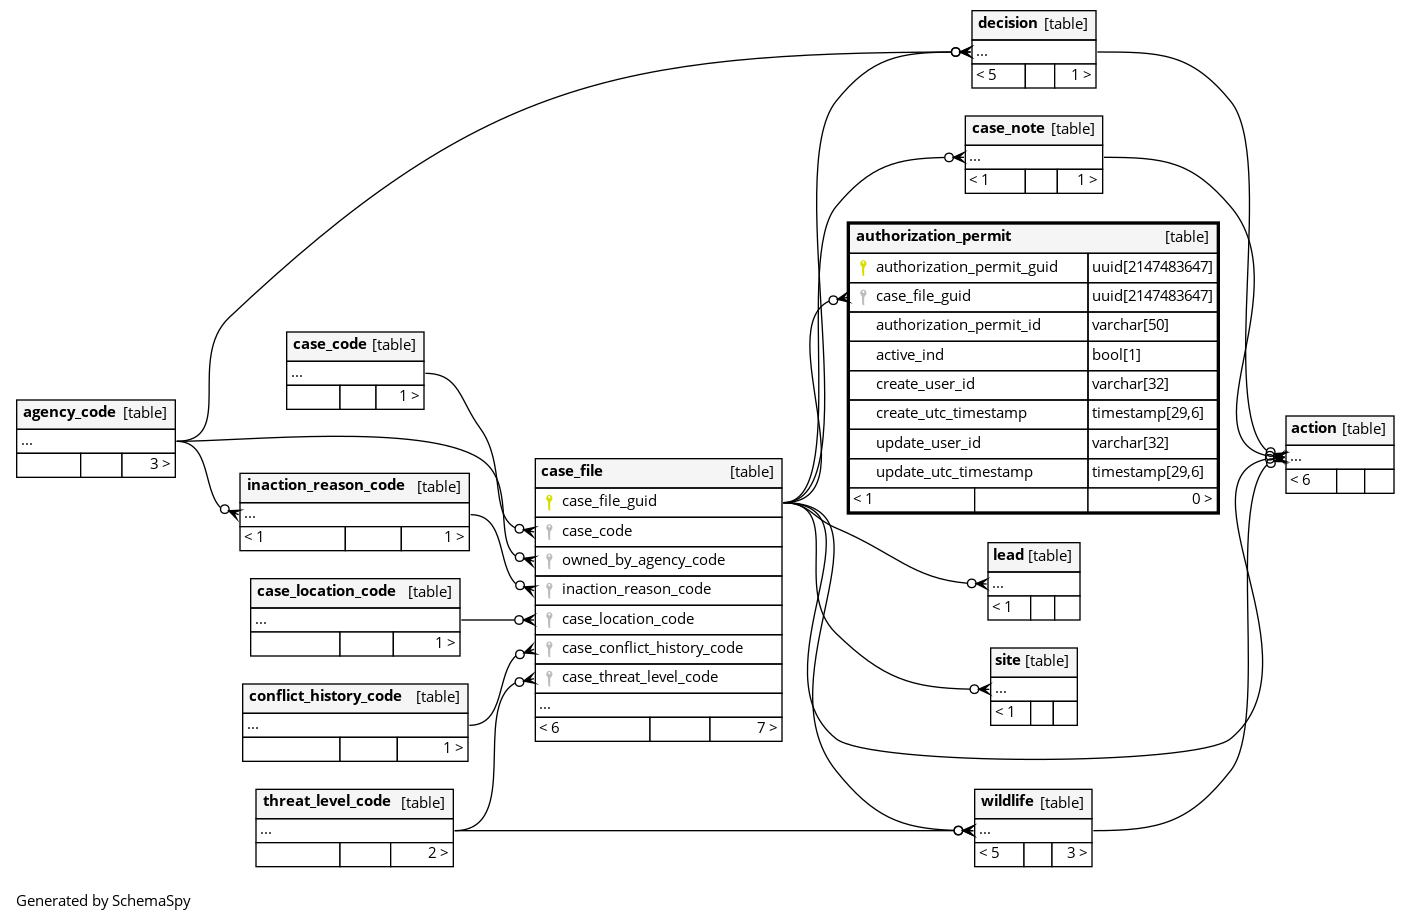 decision [table]
...
< 5 1 >
case_note [table]
...
< 1 1 >
authorization_permit [table]
authorization_permit_guid uuid[2147483647]
case_file_guid uuid[2147483647]
authorization_permit_id varchar[50]
active_ind bool[1]
create_user_id varchar[32]
create_utc_timestamp timestamp[29,6]
update_user_id varchar[32]
update_utc_timestamp timestamp[29,6]
< 1 0 >
case_code [table]
...
1 >
agency_code [table]
...
3 >
action [table]
...
< 6
inaction_reason_code [table]
...
< 1 1 >
case_file [table]
case_file_guid
case_code
owned_by_agency_code
inaction_reason_code
case_location_code
case_conflict_history_code
case_threat_level_code
...
< 6 7 >
lead [table]
...
< 1
case_location_code [table]
...
1 >
site [table]
...
< 1
conflict_history_code [table]
...
1 >
threat_level_code [table]
...
2 >
wildlife [table]
...
< 5 3 >
Generated by SchemaSpy